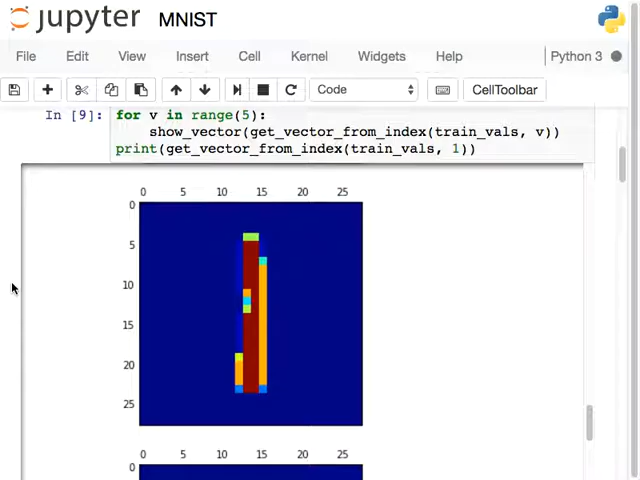 jupyter MNIST
File Edit View Insert Cell Kernel Widgets Help Python 3
Code CellToolbar
In [9]: for v in range(5):
show_vector(get_vector_from_index(train_vals, v))
print(get_vector_from_index(train_vals, 1))
0 5 10 15 20 25
0
5
10
15
20
25
0 5 10 15 20 25
0